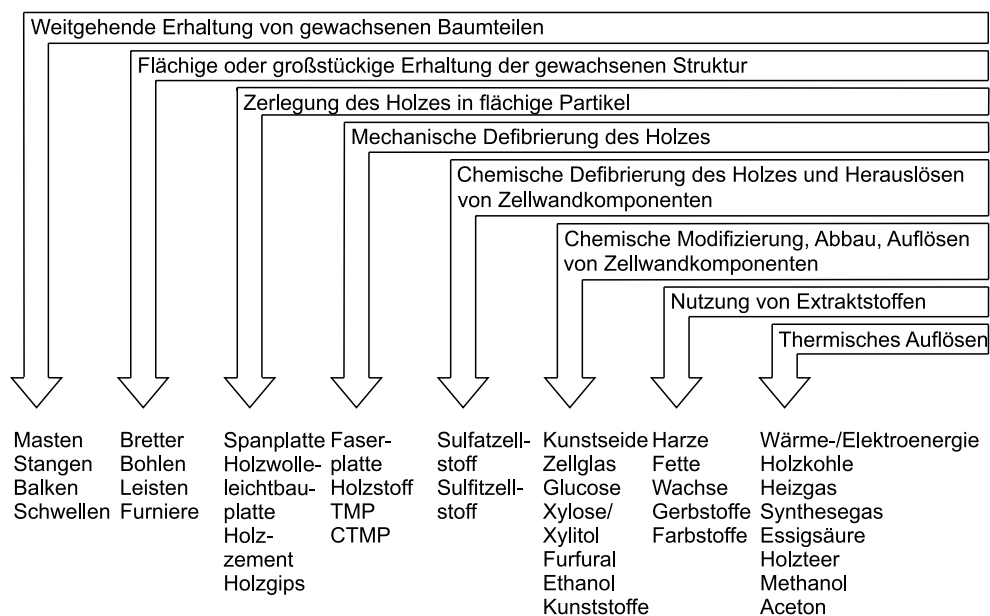 Weitgehende Erhaltung von gewachsenen Baumteilen
Flächige oder großstückige Erhaltung der gewachsenen Struktur
Zerlegung des Holzes in flächige Partikel
Mechanische Defibrierung des Holzes
Chemische Defibrierung des Holzes und Herauslösen
von Zellwandkomponenten
Chemische Modifizierung, Abbau, Auflösen
von Zellwandkomponenten
Nutzung von Extraktstoffen
Thermisches Auflösen
Masten
Stangen
Balken
Schwellen
Bretter
Bohlen
Leisten
Furniere
Spanplatte
Holzwolle-
leichtbau-
platte
Holz-
zement
Holzgips
Faser-
platte
Holzstoff
TMP
CTMP
Sulfatzell-
stoff
Sulfitzell-
stoff
Kunstseide
Zellglas
Glucose
Xylose/
Xylitol
Furfural
Ethanol
Kunststoffe
Harze
Fette
Wachse
Gerbstoffe
Farbstoffe
Wärme-/Elektroenergie
Holzkohle
Heizgas
Synthesegas
Essigsäure
Holzteer
Methanol
Aceton